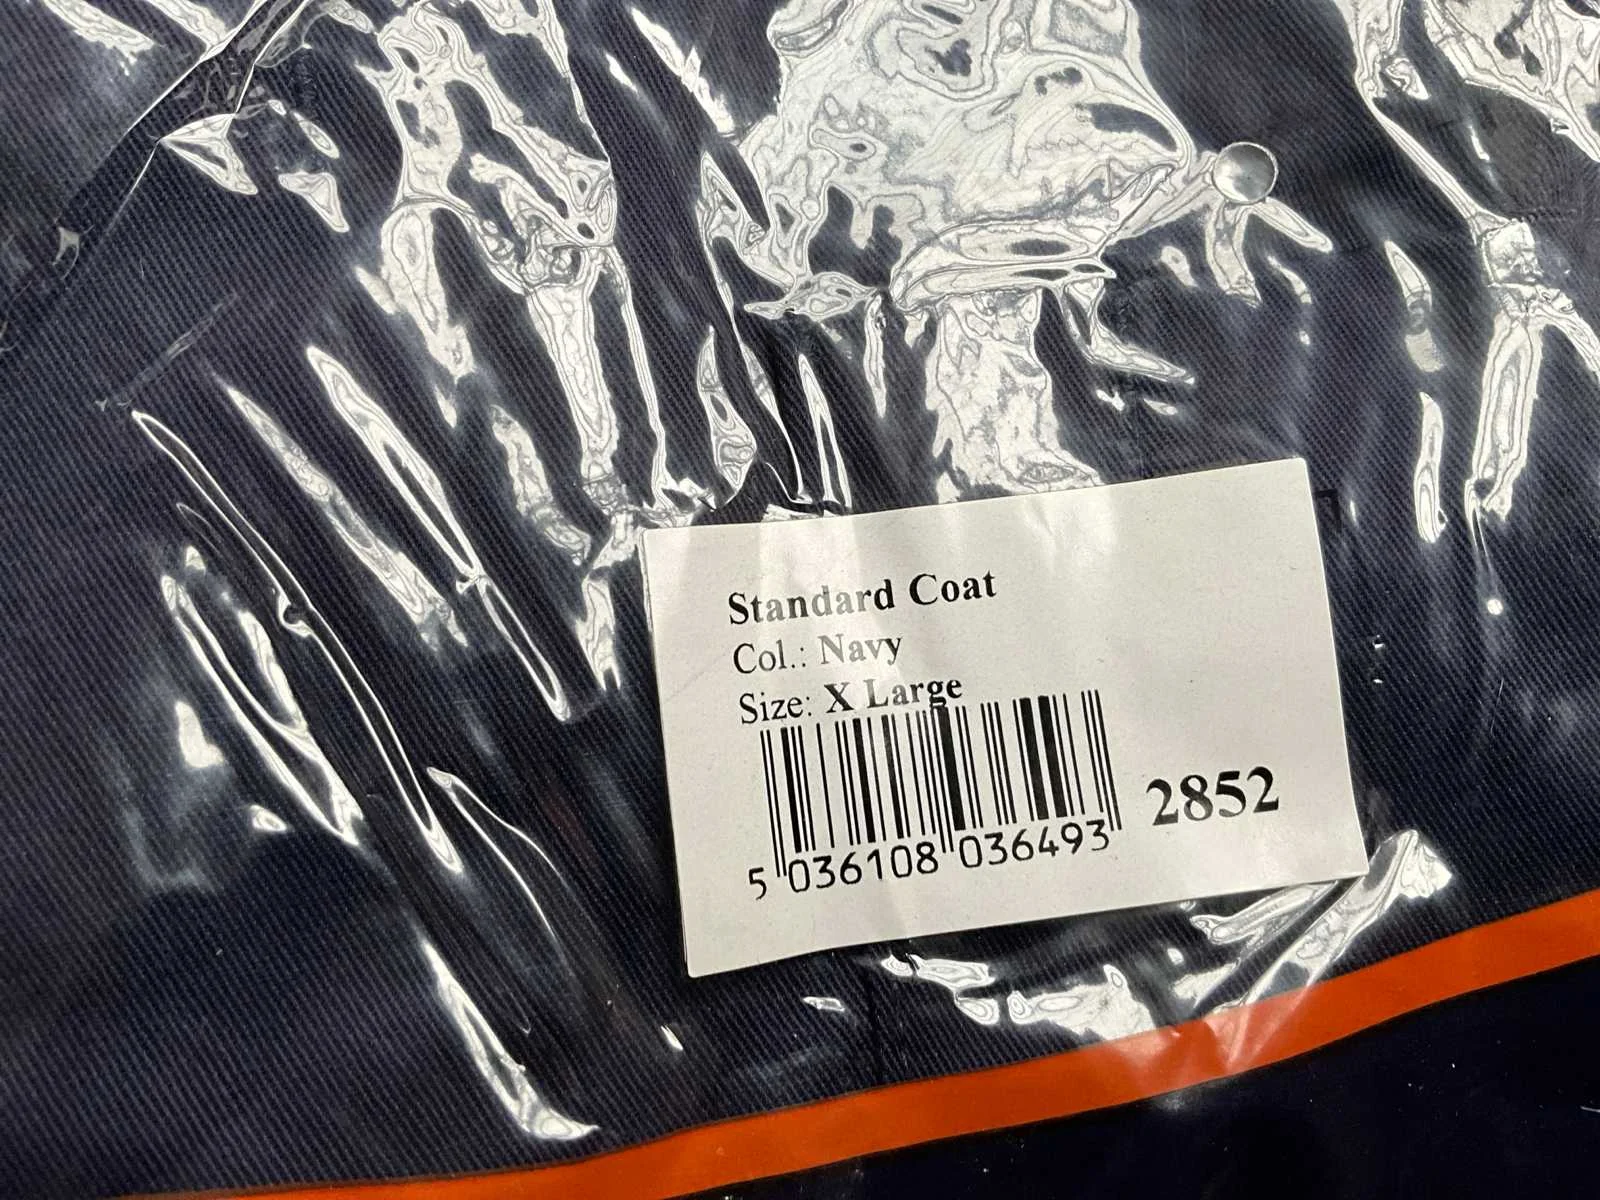 Standard Coat
Col.: Navy
Size: X Large
2852
5 036108 036493